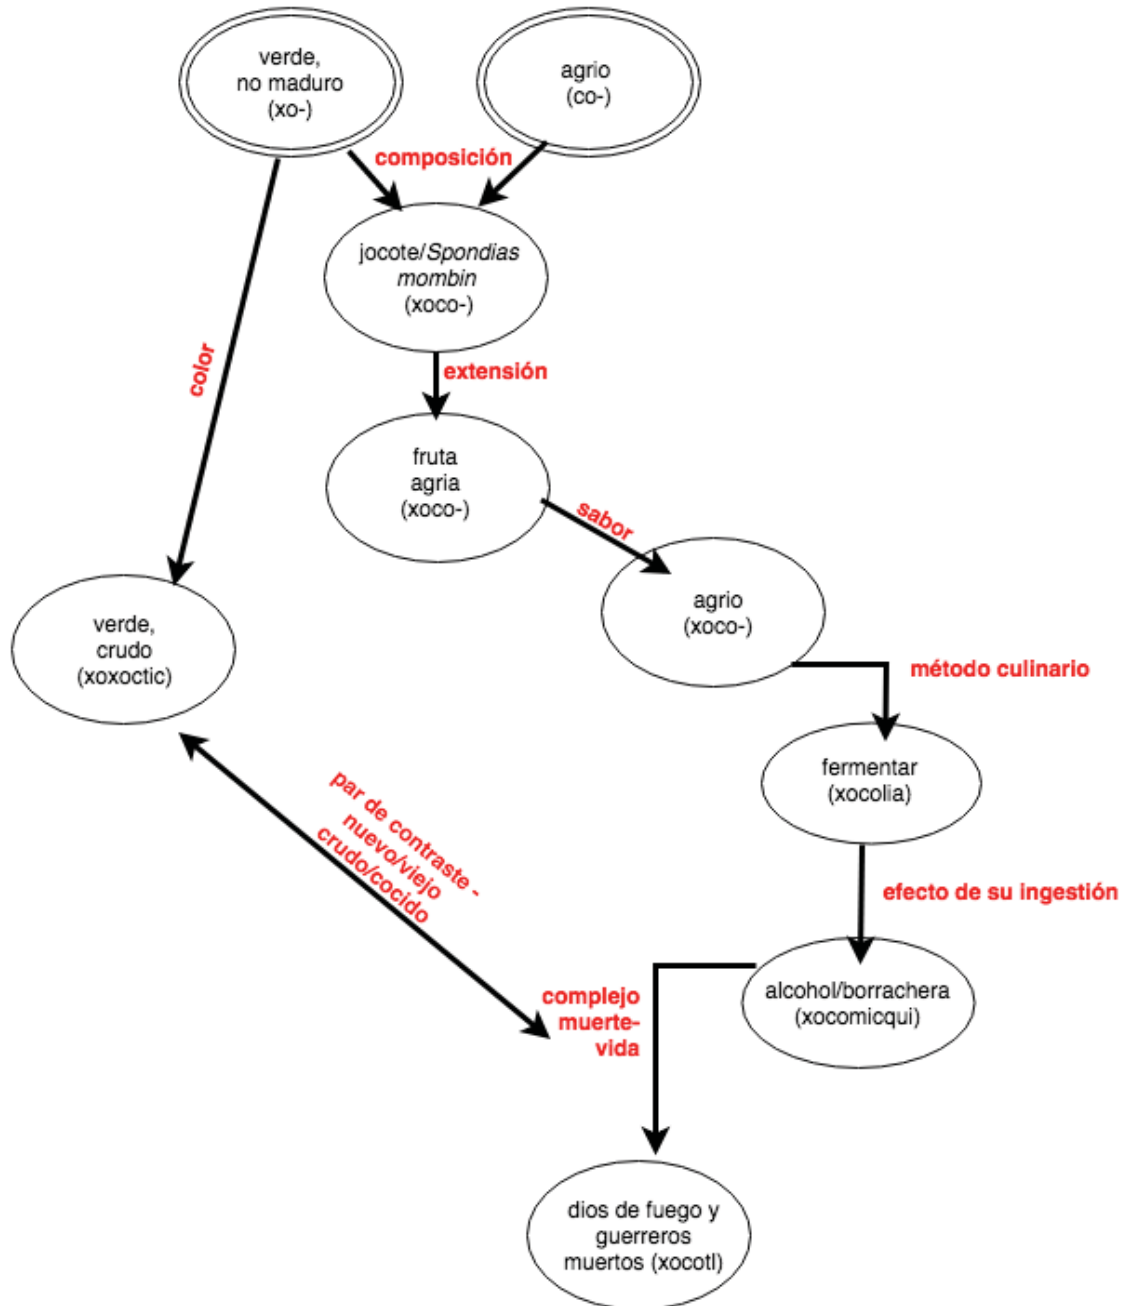 verde,
no maduro
(xo-)
agrio
(co-)
composición
jocote/Spondias
mombin
(xoco-)
color
extensión
fruta
agria
(xoco-)
sabor
agrio
(xoco-)
verde,
crudo
(xoxoctic)
método culinario
fermentar
(xocolia)
par de contraste -
nuevo/viejo
crudo/cocido
efecto de su ingestión
alcohol/borrachera
(xocomicqui)
complejo
muerte-
vida
dios de fuego y
guerreros
muertos (xocotl)